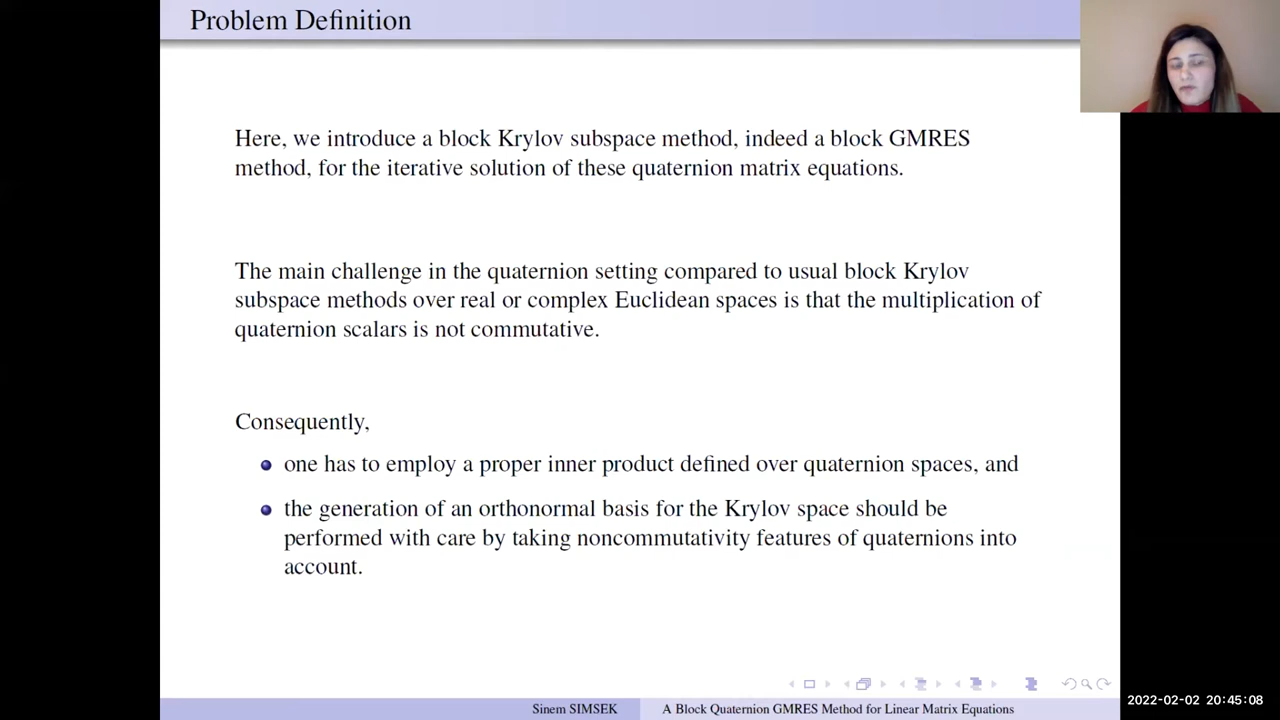 Problem Definition
Here, we introduce a block Krylov subspace method, indeed a block GMRES
method, for the iterative solution of these quaternion matrix equations.
The main challenge in the quaternion setting compared to usual block Krylov
subspace methods over real or complex Euclidean spaces is that the multiplication of
quaternion scalars is not commutative.
Consequently,
one has to employ a proper inner product defined over quaternion spaces, and
the generation of an orthonormal basis for the Krylov space should be
performed with care by taking noncommutativity features of quaternions into
account.
Sinem SIMSEK
A Block Quaternion GMRES Method for Linear Matrix Equations
2022-02-02 20:45:08